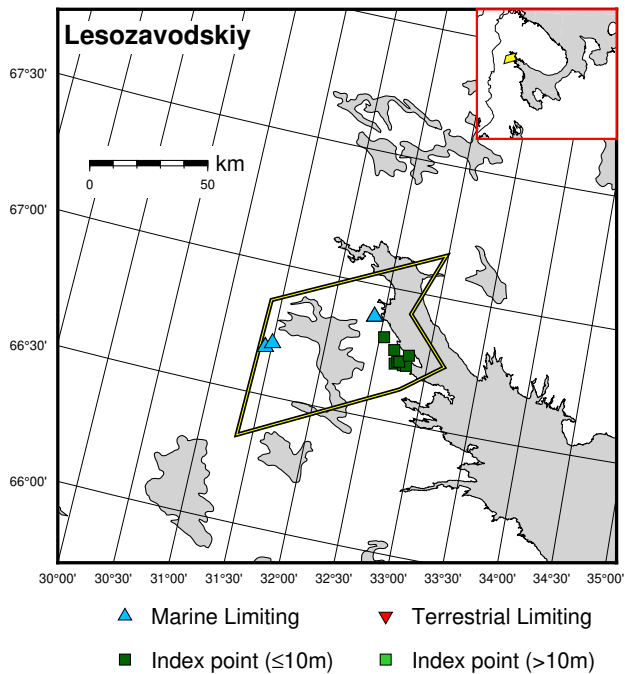 Lesozavodskiy
67°30'
km
0 50
67°00'
66°30'
66°00'
30°00' 30°30' 31°00' 31°30' 32°00' 32°30' 33°00' 33°30' 34°00' 34°30' 35°00'
Marine Limiting Terrestrial Limiting
Index point (≤10m) Index point (>10m)